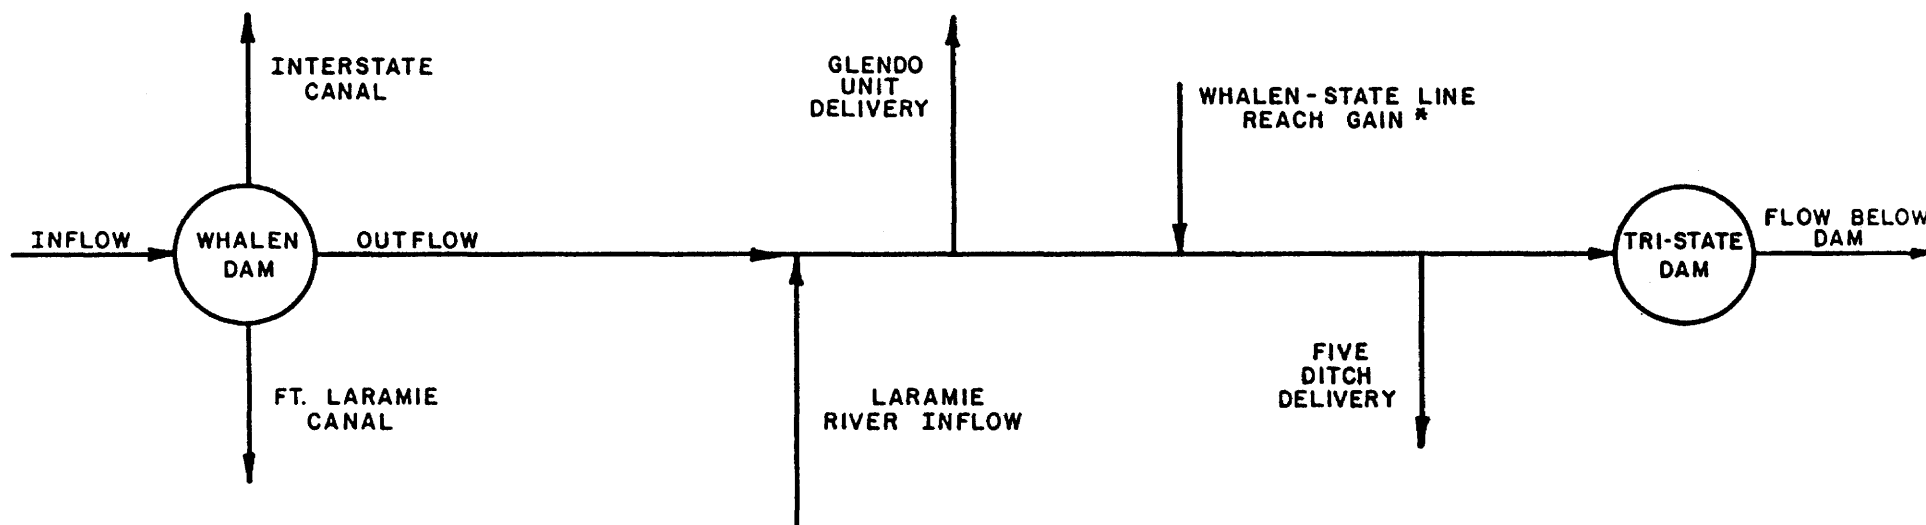 INTERSTATE
CANAL
GLENDO
UNIT
DELIVERY
WHALEN-STATE LINE
REACH GAIN *
INFLOW
WHALEN
DAM
OUTFLOW
TRI-STATE
DAM
FLOW BELOW
DAM
FT. LARAMIE
CANAL
LARAMIE
RIVER INFLOW
FIVE
DITCH
DELIVERY